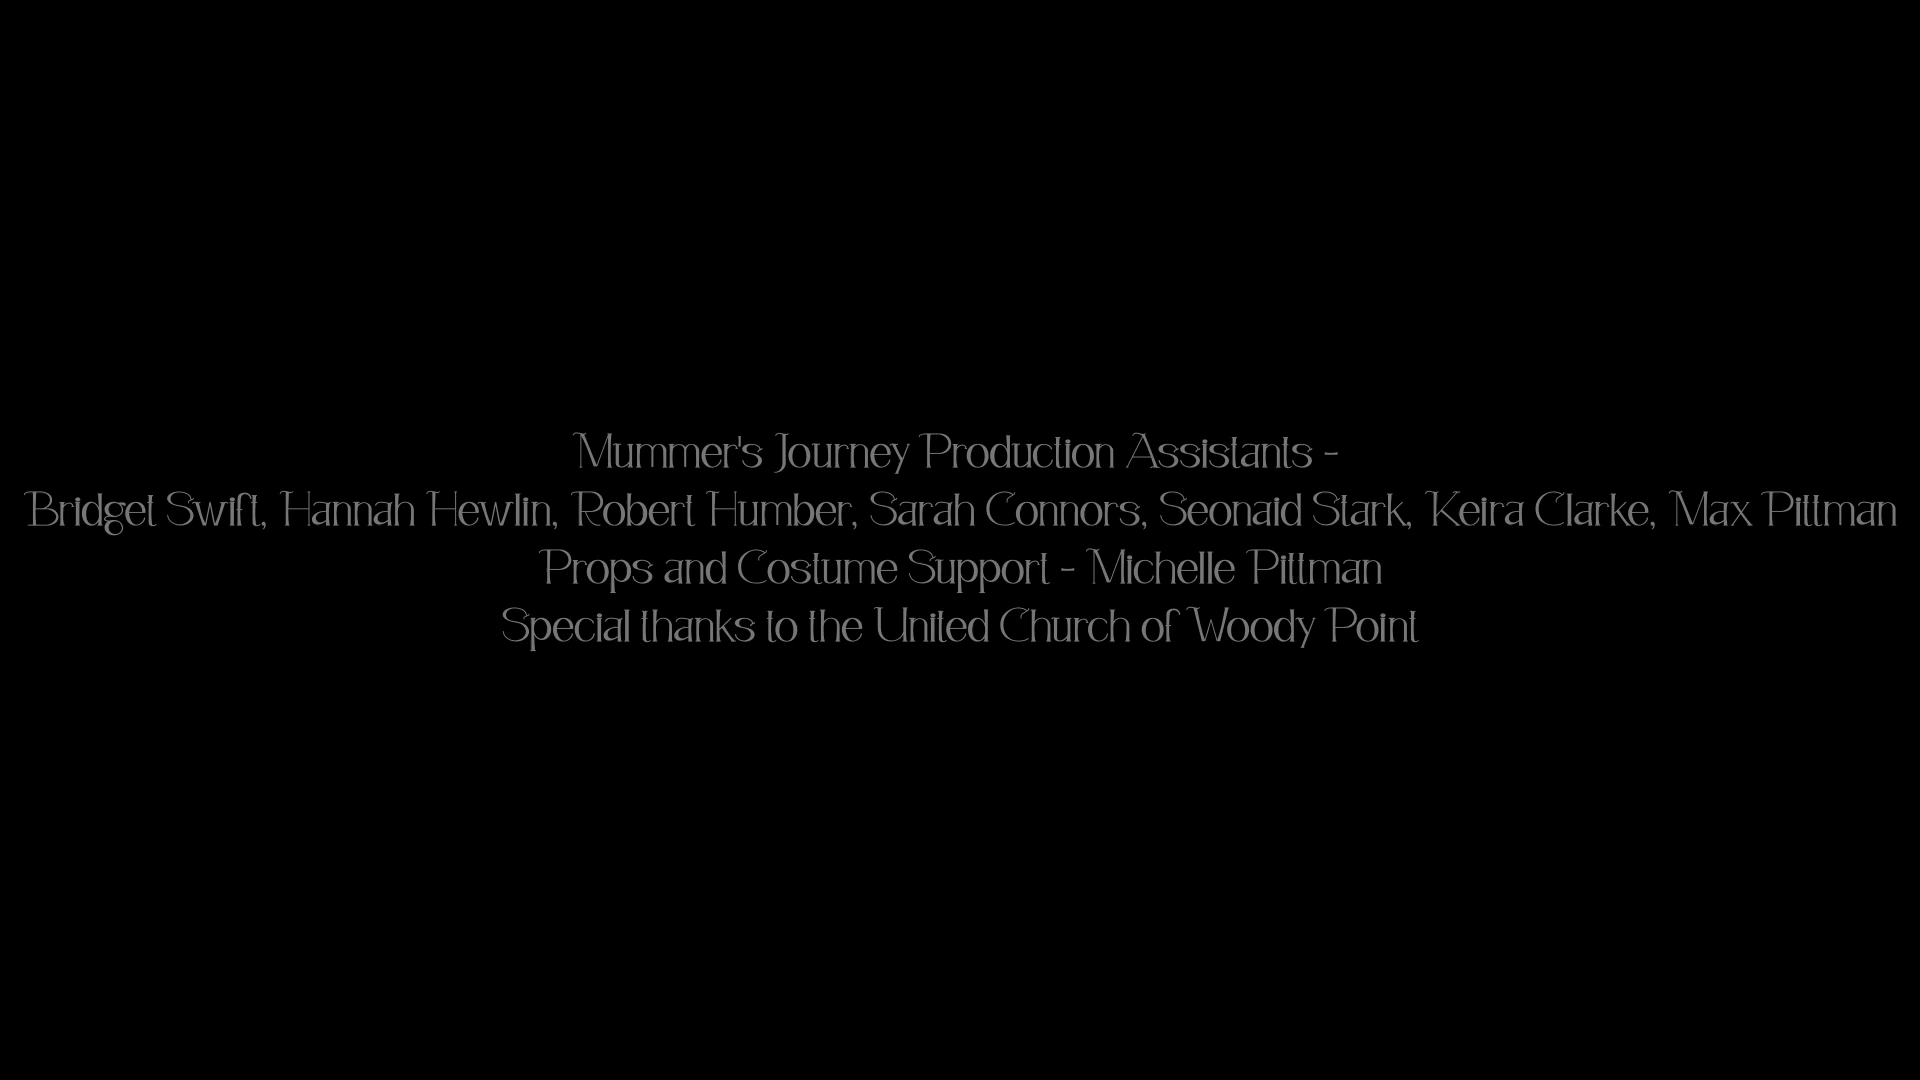 Mummer's Journey Production Assistants -
Bridget Swift, Hannah Hewlin, Robert Humber, Sarah Connors, Seonaid Stark, Keira Clarke, Max Pittman
Props and Costume Support - Michelle Pittman
Special thanks to the United Church of Woody Point